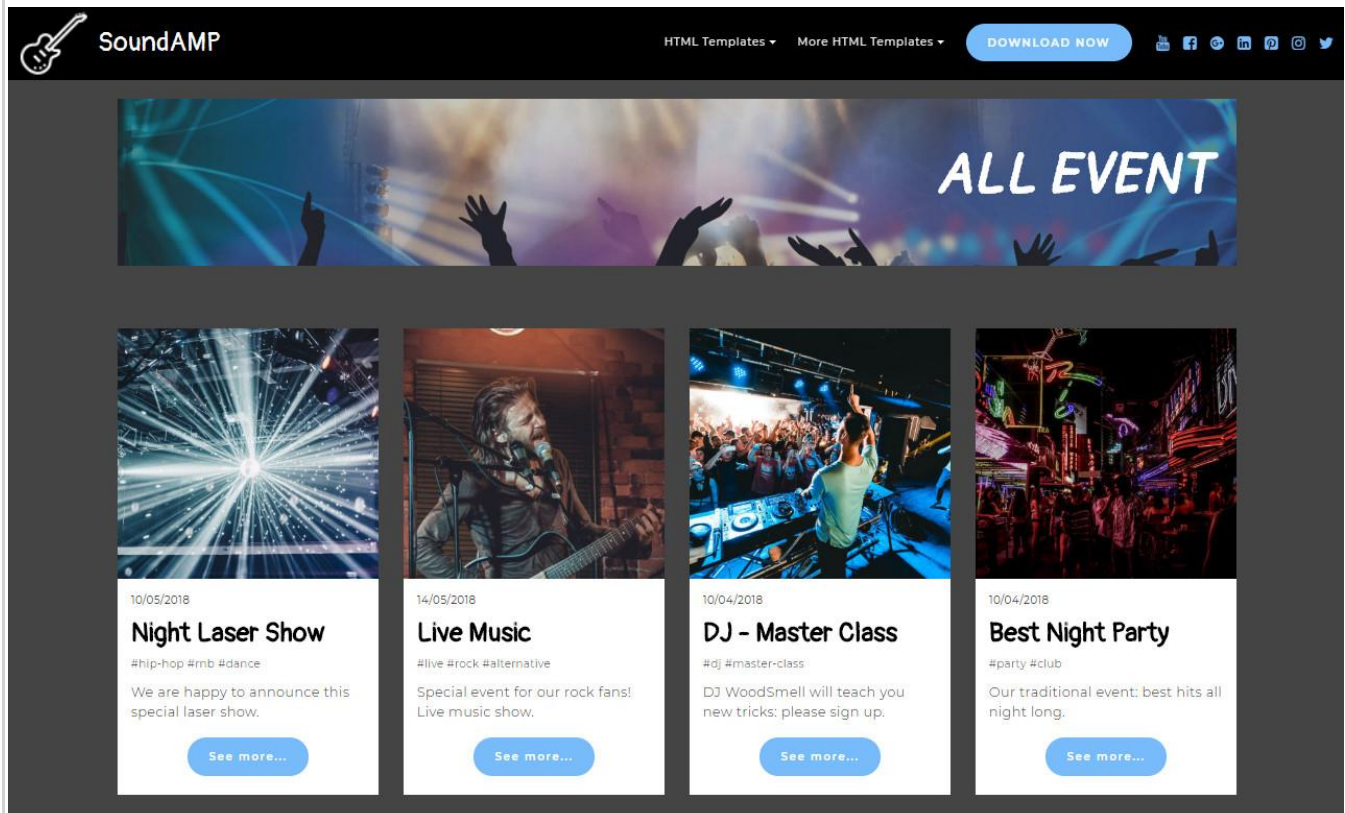 SoundAMP
HTML Templates
More HTML Templates
DOWNLOAD NOW
ALL EVENT
10/05/2018
Night Laser Show
#hip-hop #rnb #dance
We are happy to announce this
special laser show.
See more...
14/05/2018
Live Music
#live #rock #alternative
Special event for our rock fans!
Live music show.
See more...
10/04/2018
DJ - Master Class
#dj #master-class
DJ WoodSmell will teach you
new tricks: please sign up.
See more...
10/04/2018
Best Night Party
#party #club
Our traditional event: best hits all
night long.
See more...